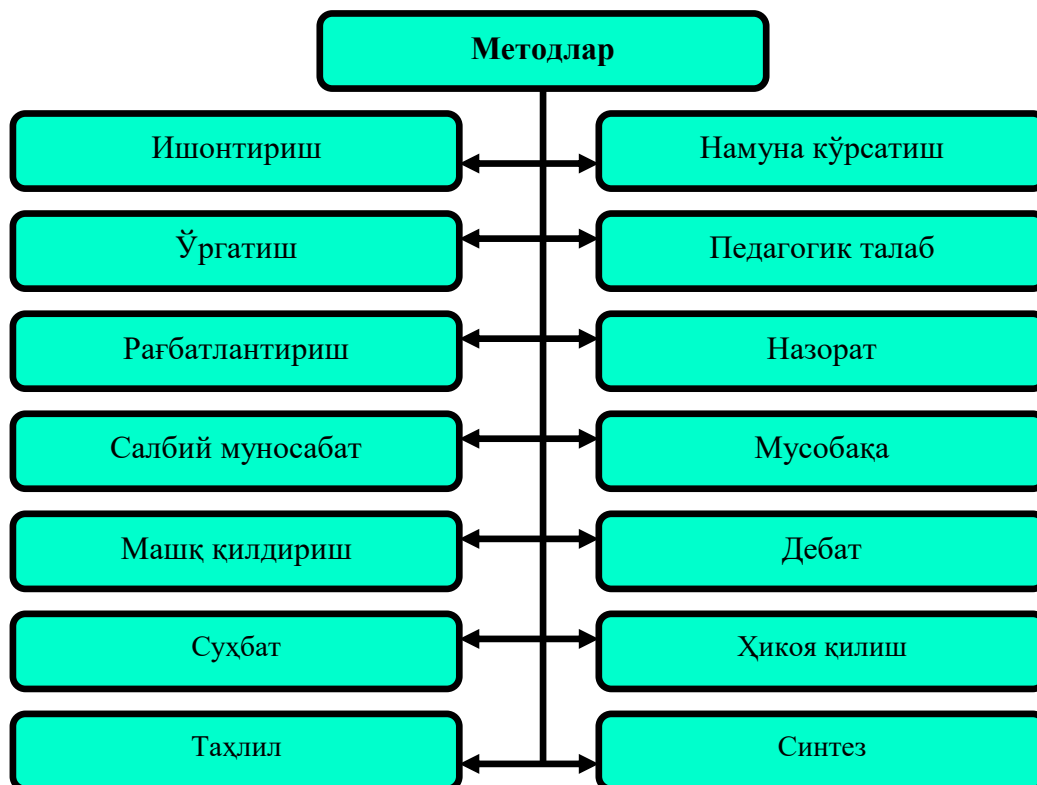 Методлар
Ишонтириш
Намуна кўрсатиш
Ўргатиш
Педагогик талаб
Рағбатлантириш
Назорат
Салбий муносабат
Мусобақа
Машқ қилдириш
Дебат
Суҳбат
Ҳикоя қилиш
Таҳлил
Синтез